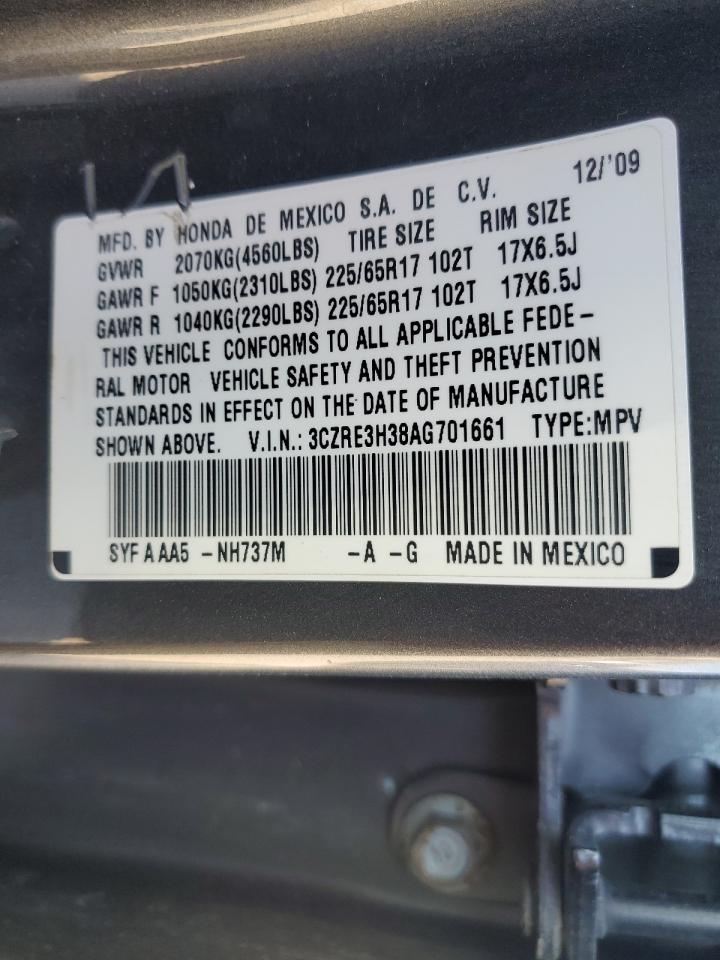 12/'09
MFD. BY HONDA DE MEXICO S.A. DE C.V.
GVWR 2070KG(4560LBS) TIRE SIZE RIM SIZE
GAWR F 1050KG(2310LBS) 225/65R17 102T 17X6.5J
GAWR R 1040KG(2290LBS) 225/65R17 102T 17X6.5J
THIS VEHICLE CONFORMS TO ALL APPLICABLE FEDE-
RAL MOTOR VEHICLE SAFETY AND THEFT PREVENTION
STANDARDS IN EFFECT ON THE DATE OF MANUFACTURE
SHOWN ABOVE. V.I.N.: 3CZRE3H38AG701661 TYPE:MPV
SYF A AA5 -NH737M -A -G MADE IN MEXICO